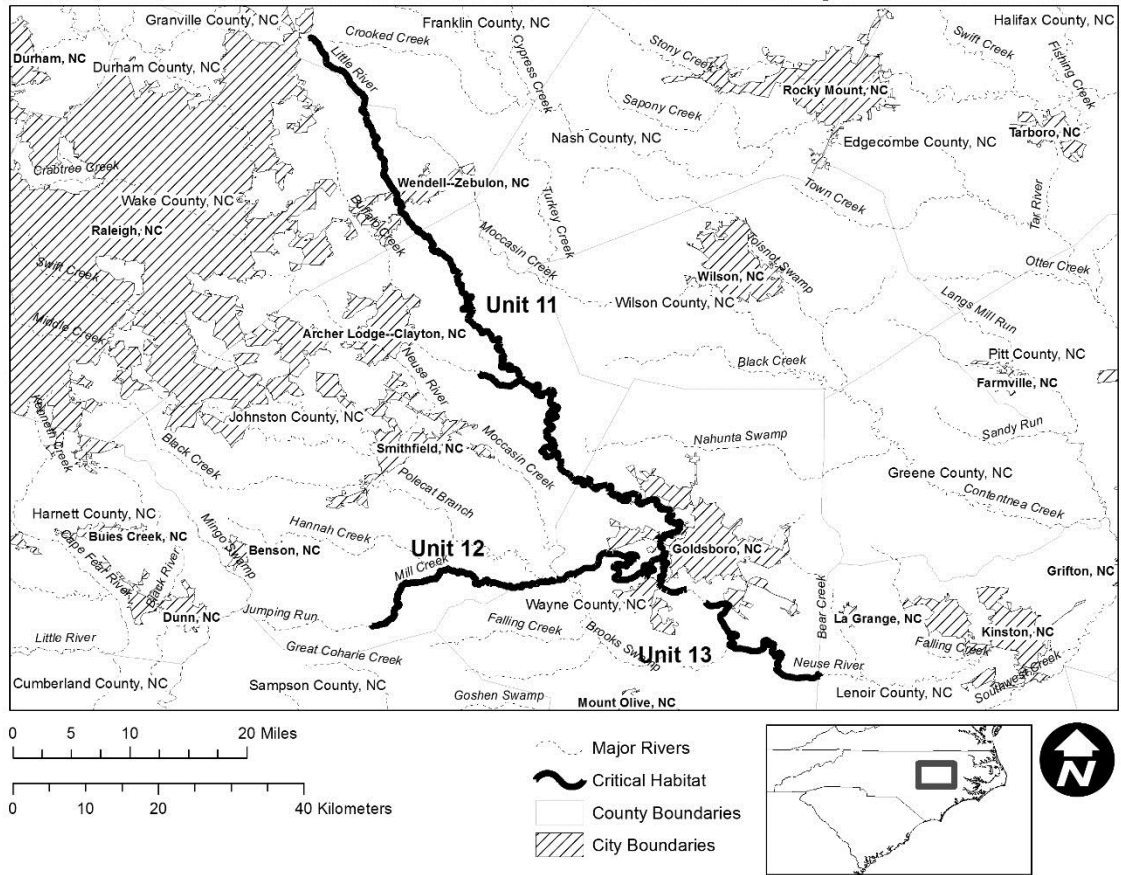 Granville County, NC
Franklin County, NC
Halifax County, NC
Crooked Creek
Swift Creek
Durham, NC
Durham County, NC
Little River
Cypress Creek
Stony Creek
Fishing Creek
Rocky Mount, NC
Sapony Creek
Nash County, NC
Edgecombe County, NC
Tarboro, NC
Crabtree Creek
Wendell--Zebulon, NC
Wake County, NC
Raleigh, NC
Buffalo Creek
Moccasin Creek
Turkey Creek
Town Creek
Tar River
Swift Creek
Toisnot Swamp
Wilson, NC
Otter Creek
Unit 11
Wilson County, NC
Langs Mill Run
Middle Creek
Archer Lodge--Clayton, NC
Neuse River
Black Creek
Pitt County, NC
Farmville, NC
Kenneth Creek
Johnston County, NC
Smithfield, NC
Moccasin Creek
Nahunta Swamp
Sandy Run
Black Creek
Polecat Branch
Greene County, NC
Contentnea Creek
Harnett County, NC
Buies Creek, NC
Mingo Swamp
Hannah Creek
Benson, NC
Unit 12
Goldsboro, NC
Cape Fear River
Black River
Mill Creek
Grifton, NC
Dunn, NC
Jumping Run
Wayne County, NC
Bear Creek
La Grange, NC
Falling Creek
Brooks Swamp
Kinston, NC
Little River
Great Coharie Creek
Unit 13
Falling Creek
Neuse River
Southwest Creek
Cumberland County, NC
Sampson County, NC
Goshen Swamp
Mount Olive, NC
Lenoir County, NC
0 5 10 20 Miles
0 10 20 40 Kilometers
Major Rivers
Critical Habitat
County Boundaries
City Boundaries
N